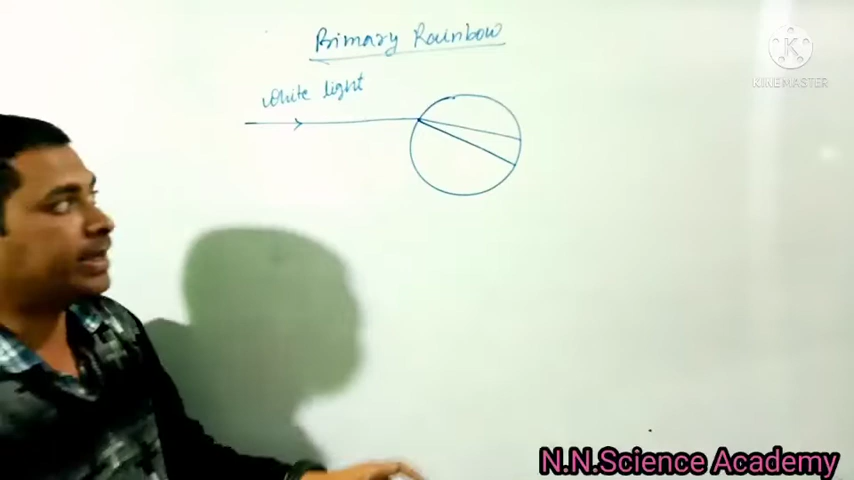 Primary Rainbow
white light
K
KINEMASTER
N.N.Science Academy